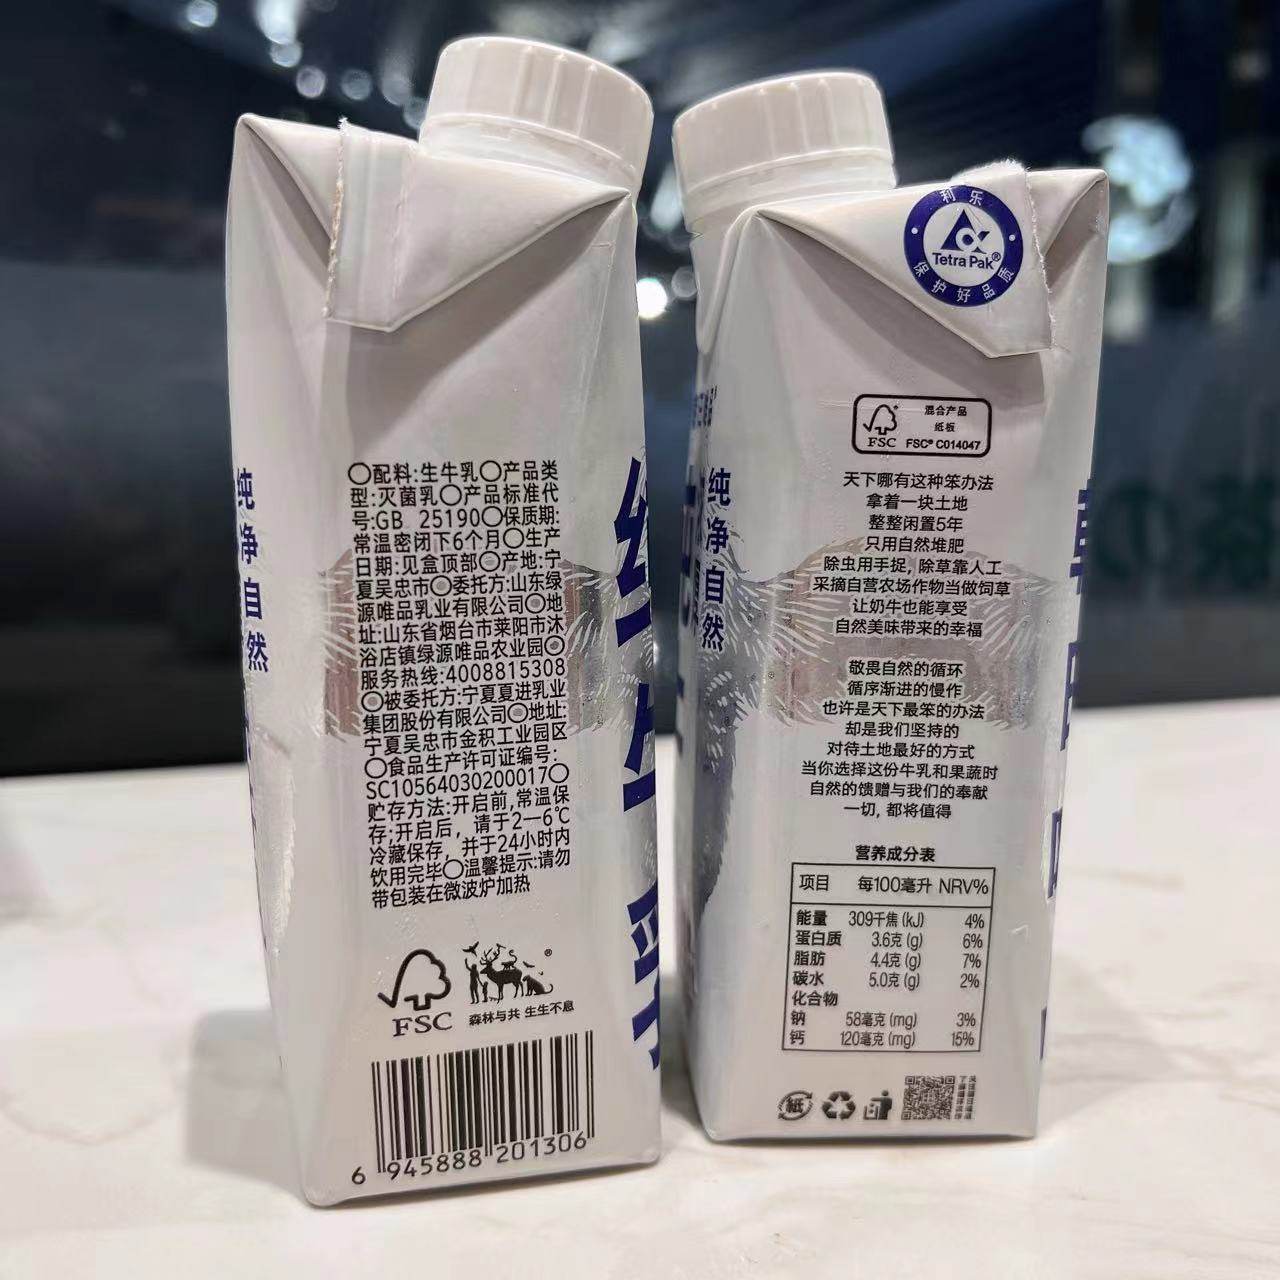 纯净自然
〇配料:生牛乳〇产品类
型:灭菌乳〇产品标准代
号:GB 25190〇保质期:
常温密闭下6个月〇生产
日期:见盒顶部〇产地:宁
夏吴忠市〇委托方:山东绿
源唯品乳业有限公司〇地
址:山东省烟台市莱阳市沐
浴店镇绿源唯品农业园〇
服务热线:4008815308
〇被委托方:宁夏夏进乳业
集团股份有限公司〇地址:
宁夏吴忠市金积工业园区
〇食品生产许可证编号:
SC10564030200017〇
贮存方法:开启前,常温保
存;开启后，请于2一6℃
冷藏保存，并于24小时内
饮用完毕〇温馨提示:请勿
带包装在微波炉加热
FSC
森林与共 生生不息
®
6 945888 201306
纯净自然
利乐
Tetra Pak®
保护好品质
FSC
混合产品
纸板
FSC® C014047
天下哪有这种笨办法
拿着一块土地
整整闲置5年
只用自然堆肥
除虫用手捉, 除草靠人工
采摘自营农场作物当做饲草
让奶牛也能享受
自然美味带来的幸福
敬畏自然的循环
循序渐进的慢作
也许是天下最笨的办法
却是我们坚持的
对待土地最好的方式
当你选择这份牛乳和果蔬时
自然的馈赠与我们的奉献
一切, 都将值得
营养成分表
项目 每100毫升 NRV%
能量 309千焦 (kJ) 4%
蛋白质 3.6克 (g) 6%
脂肪 4.4克 (g) 7%
碳水 5.0克 (g) 2%
化合物
钠 58毫克 (mg) 3%
钙 120毫克 (mg) 15%
紙